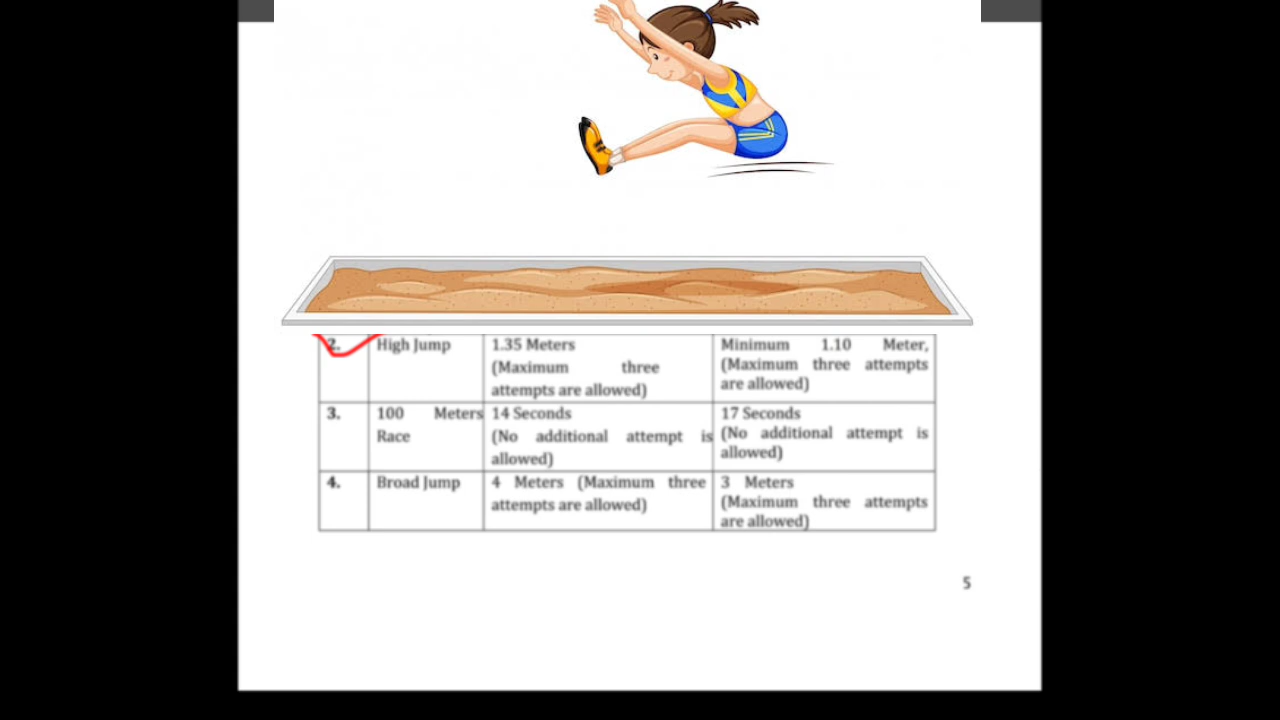 2. High Jump 1.35 Meters Minimum 1.10 Meter,
(Maximum three (Maximum three attempts
attempts are allowed) are allowed)
3. 100 Meters 14 Seconds 17 Seconds
Race (No additional attempt is (No additional attempt is
allowed) allowed)
4. Broad Jump 4 Meters (Maximum three 3 Meters
attempts are allowed) (Maximum three attempts
are allowed)
5